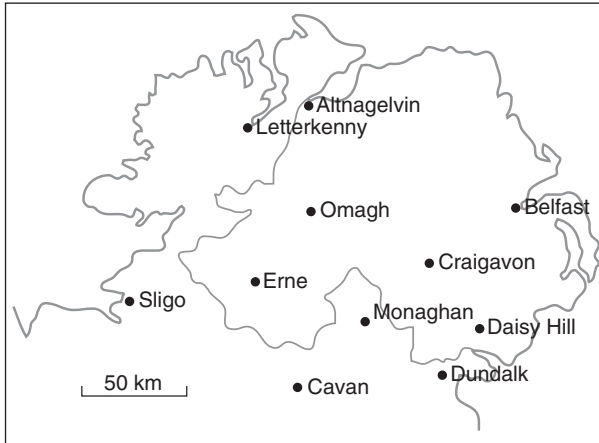 Altnagelvin
Letterkenny
Omagh
Belfast
Craigavon
Erne
Sligo
Monaghan
Daisy Hill
50 km
Cavan
Dundalk